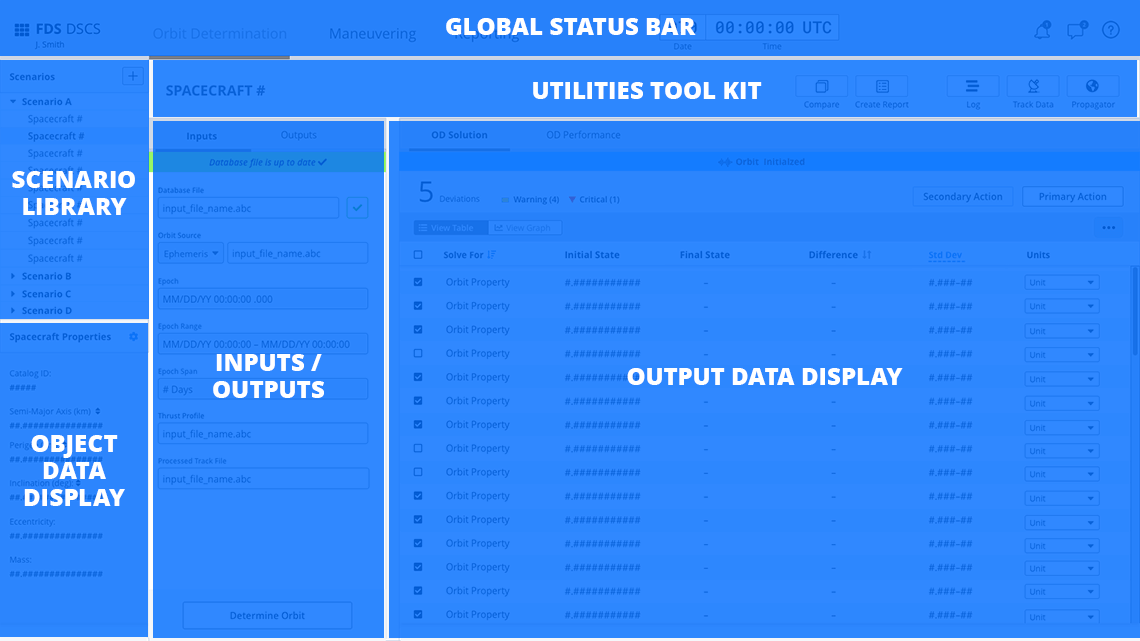 FDS DSCS
J. Smith
Orbit Determination
Maneuvering
Reporting
GLOBAL STATUS BAR
00:00:00 UTC
Date
Time
Scenarios
Scenario A
Spacecraft #
Spacecraft #
Spacecraft #
SCENARIO
LIBRARY
Spacecraft #
Spacecraft #
Spacecraft #
Scenario B
Scenario C
Scenario D
SPACECRAFT #
UTILITIES TOOL KIT
Compare
Create Report
Log
Track Data
Propagator
Spacecraft Properties
Catalog ID:
#####
Semi-Major Axis (km)
##.###############
OBJECT
DATA
DISPLAY
Inclination (deg)
Eccentricity:
##.###############
Mass:
##.###############
Inputs
Outputs
Database file is up to date
Database File
input_file_name.abc
Orbit Source
Ephemeris
input_file_name.abc
Epoch
MM/DD/YY 00:00:00 .000
Epoch Range
MM/DD/YY 00:00:00 – MM/DD/YY 00:00:00
INPUTS /
OUTPUTS
Epoch Span
# Days
Thrust Profile
input_file_name.abc
Processed Track File
input_file_name.abc
Determine Orbit
OD Solution
OD Performance
Orbit Initialzed
5 Deviations
Warning (4)
Critical (1)
Secondary Action
Primary Action
View Table
View Graph
Solve For Initial State Final State Difference Std Dev Units
Orbit Property #.########### – – #.###–## Unit
Orbit Property #.########### – – #.###–## Unit
Orbit Property #.########### – – #.###–## Unit
Orbit Property #.########### – – #.###–## Unit
Orbit Property #.###–## Unit
OUTPUT DATA DISPLAY
Orbit Property #.########### – – #.###–## Unit
Orbit Property #.########### – – #.###–## Unit
Orbit Property #.########### – – #.###–## Unit
Orbit Property #.########### – – #.###–## Unit
Orbit Property #.########### – – #.###–## Unit
Orbit Property #.########### – – #.###–## Unit
Orbit Property #.########### – – #.###–## Unit
Orbit Property #.########### – – #.###–## Unit
Orbit Property #.########### – – #.###–## Unit
Orbit Property #.########### – – #.###–## Unit